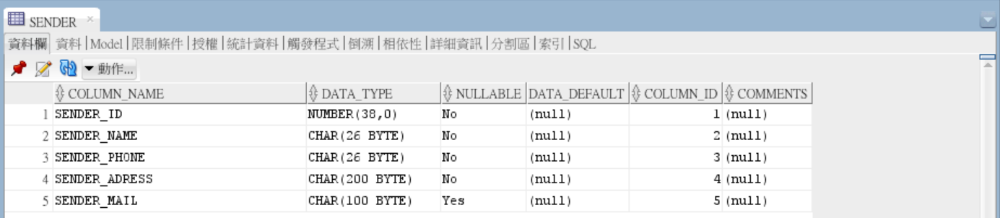 SENDER ×
資料欄 資料|Model|限制條件|授權|統計資料|觸發程式|倒溯|相依性|詳細資訊|分割區|索引|SQL
動作...
COLUMN_NAME DATA_TYPE NULLABLE DATA_DEFAULT COLUMN_ID COMMENTS
1 SENDER_ID NUMBER(38,0) No (null) 1 (null)
2 SENDER_NAME CHAR(26 BYTE) No (null) 2 (null)
3 SENDER_PHONE CHAR(26 BYTE) No (null) 3 (null)
4 SENDER_ADRESS CHAR(200 BYTE) No (null) 4 (null)
5 SENDER_MAIL CHAR(100 BYTE) Yes (null) 5 (null)